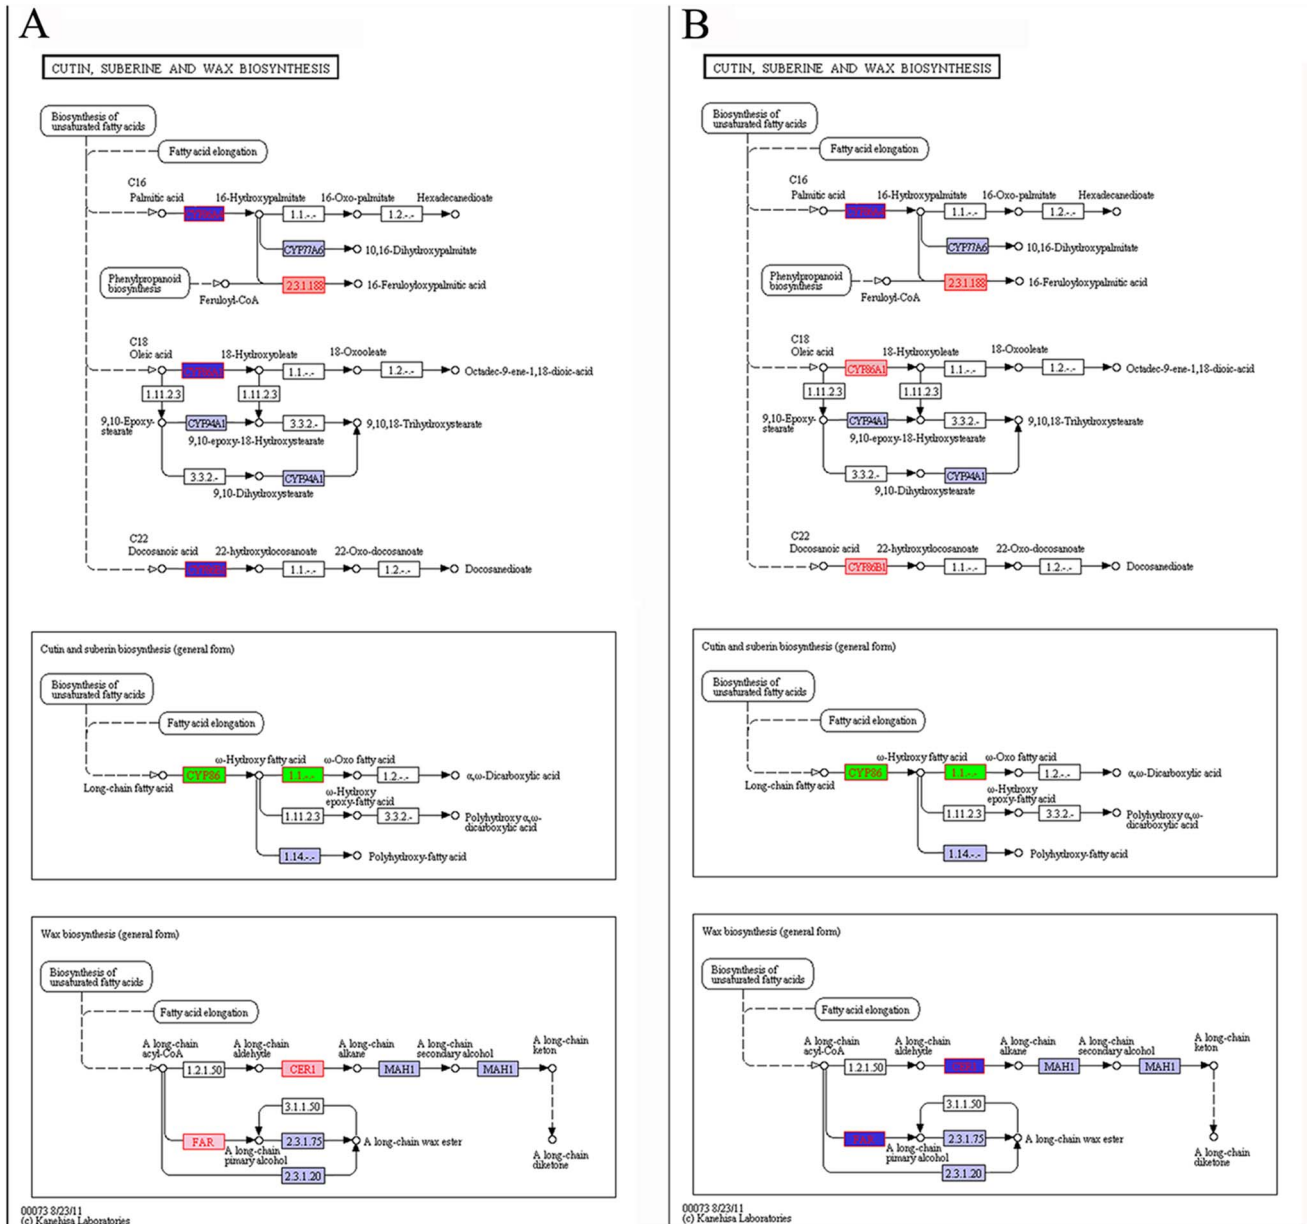 A
CUTIN, SUBERINE AND WAX BIOSYNTHESIS
Biosynthesis of
unsaturated fatty acids
Fatty acid elongation
C16
Palmitic acid
16-Hydroxypalmitate
16-Oxo-palmitate
Hexadecanedioate
1.1.-.-
1.2.-.-
CYP77A6
10,16-Dihydroxypalmitate
Phenylpropanoid
biosynthesis
Feruloyl-CoA
2.3.1.188
16-Feruloyloxypalmitic acid
C18
Oleic acid
18-Hydroxyoleate
18-Oxooleate
1.1.-.-
1.2.-.-
Octadec-9-ene-1,18-dioic-acid
1.11.2.3
1.11.2.3
9,10-Epoxy-
stearate
CYP94A1
3.3.2.-
9,10,18-Trihydroxystearate
9,10-epoxy-18-Hydroxystearate
3.3.2.-
CYP94A1
9,10-Dihydroxystearate
C22
Docosanoic acid
22-hydroxydocosanoate
22-Oxo-docosanoate
1.1.-.-
1.2.-.-
Docosanedioate
Cutin and suberin biosynthesis (general form)
Biosynthesis of
unsaturated fatty acids
Fatty acid elongation
ω-Hydroxy fatty acid
ω-Oxo fatty acid
Long-chain fatty acid
CYP86
1.1.-.-
1.2.-.-
α,ω-Dicarboxylic acid
ω-Hydroxy
epoxy-fatty acid
1.11.2.3
3.3.2.-
Polyhydroxy α,ω-
dicarboxylic acid
1.14.-.-
Polyhydroxy-fatty acid
Wax biosynthesis (general form)
Biosynthesis of
unsaturated fatty acids
Fatty acid elongation
A long-chain
acyl-CoA
A long-chain
aldehyde
A long-chain
alkane
A long-chain
secondary alcohol
A long-chain
keton
1.2.1.50
CER1
MAH1
MAH1
3.1.1.50
FAR
2.3.1.75
A long-chain wax ester
A long-chain
pimary alcohol
2.3.1.20
A long-chain
diketone
00073 8/23/11
(c) Kanehisa Laboratories
B
CUTIN, SUBERINE AND WAX BIOSYNTHESIS
Biosynthesis of
unsaturated fatty acids
Fatty acid elongation
C16
Palmitic acid
16-Hydroxypalmitate
16-Oxo-palmitate
Hexadecanedioate
1.1.-.-
1.2.-.-
CYP77A6
10,16-Dihydroxypalmitate
Phenylpropanoid
biosynthesis
Feruloyl-CoA
2.3.1.188
16-Feruloyloxypalmitic acid
C18
Oleic acid
18-Hydroxyoleate
18-Oxooleate
CYP86A1
1.1.-.-
1.2.-.-
Octadec-9-ene-1,18-dioic-acid
1.11.2.3
1.11.2.3
9,10-Epoxy-
stearate
CYP94A1
3.3.2.-
9,10,18-Trihydroxystearate
9,10-epoxy-18-Hydroxystearate
3.3.2.-
CYP94A1
9,10-Dihydroxystearate
C22
Docosanoic acid
22-hydroxydocosanoate
22-Oxo-docosanoate
CYP86B1
1.1.-.-
1.2.-.-
Docosanedioate
Cutin and suberin biosynthesis (general form)
Biosynthesis of
unsaturated fatty acids
Fatty acid elongation
ω-Hydroxy fatty acid
ω-Oxo fatty acid
Long-chain fatty acid
CYP86
1.1.-.-
1.2.-.-
α,ω-Dicarboxylic acid
ω-Hydroxy
epoxy-fatty acid
1.11.2.3
3.3.2.-
Polyhydroxy α,ω-
dicarboxylic acid
1.14.-.-
Polyhydroxy-fatty acid
Wax biosynthesis (general form)
Biosynthesis of
unsaturated fatty acids
Fatty acid elongation
A long-chain
acyl-CoA
A long-chain
aldehyde
A long-chain
alkane
A long-chain
secondary alcohol
A long-chain
keton
1.2.1.50
CER1
MAH1
MAH1
3.1.1.50
FAR
2.3.1.75
A long-chain wax ester
A long-chain
pimary alcohol
2.3.1.20
A long-chain
diketone
00073 8/23/11
(c) Kanehisa Laboratories